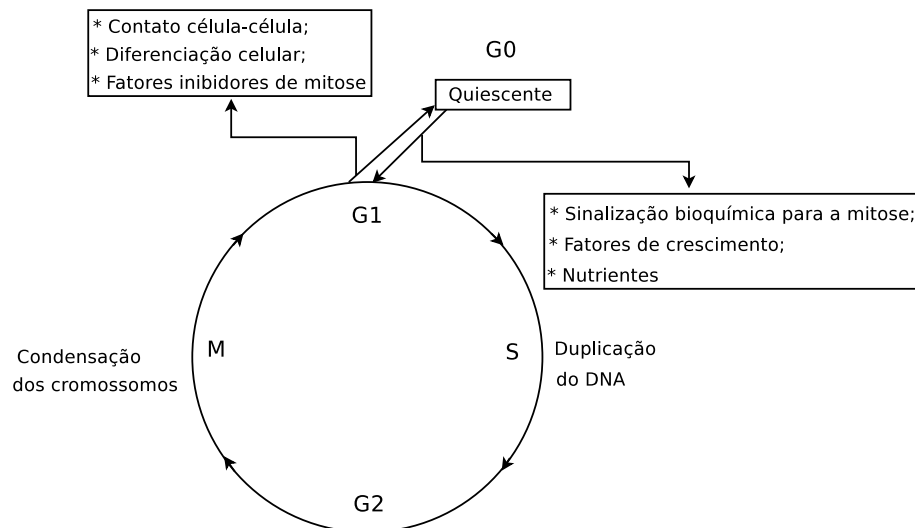 * Contato célula-célula;
* Diferenciação celular;
* Fatores inibidores de mitose
G0
Quiescente
G1
* Sinalização bioquímica para a mitose;
* Fatores de crescimento;
* Nutrientes
M
Condensação
dos cromossomos
S
Duplicação
do DNA
G2